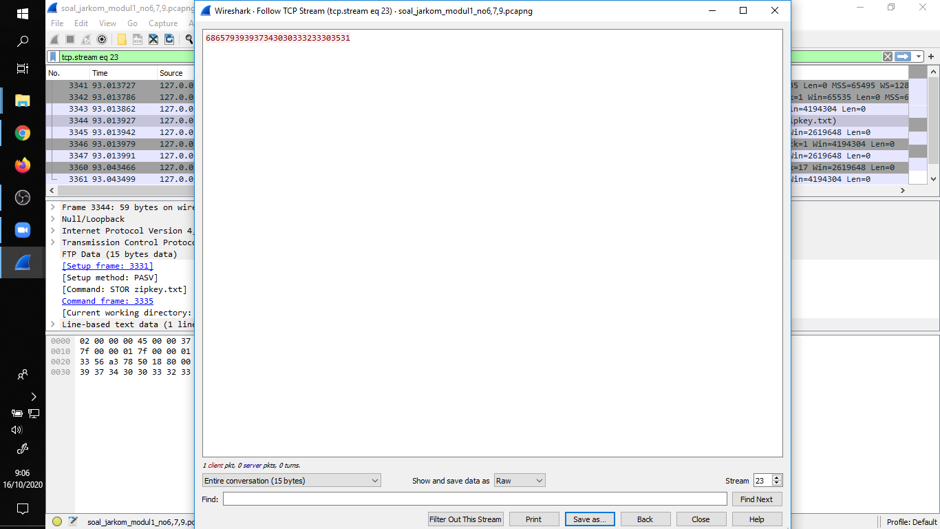 soal_jarkom_modul1_no6,7,9.pcapng
File Edit View Go Capture A
tcp.stream eq 23
No. Time Source
3341 93.013727 127.0.0
3342 93.013786 127.0.0
3343 93.013862 127.0.0
3344 93.013927 127.0.0
3345 93.013942 127.0.0
3346 93.013979 127.0.0
3347 93.013991 127.0.0
3360 93.043466 127.0.0
3361 93.043499 127.0.0
Frame 3344: 59 bytes on wire
Null/Loopback
Internet Protocol Version 4,
Transmission Control Protoco
FTP Data (15 bytes data)
[Setup frame: 3331]
[Setup method: PASV]
[Command: STOR zipkey.txt]
Command frame: 3335
[Current working directory:
Line-based text data (1 line
0000 02 00 00 00 45 00 00 37
0010 7f 00 00 01 7f 00 00 01
0020 33 56 a3 78 50 18 80 00
0030 39 37 34 30 30 33 32 33
soal_jarkom_modul1_no6,7,9.pc
Wireshark · Follow TCP Stream (tcp.stream eq 23) · soal_jarkom_modul1_no6,7,9.pcapng
686579393937343030333233303531
1 client pkt, 0 server pkts, 0 turns.
Entire conversation (15 bytes) Show and save data as Raw Stream 23
Find: Find Next
Filter Out This Stream Print Save as... Back Close Help
35 Len=0 MSS=65495 WS=128
k=1 Win=65535 Len=0 MSS=6
in=4194304 Len=0
ipkey.txt)
Win=2619648 Len=0
ck=1 Win=4194304 Len=0
Win=2619648 Len=0
k=17 Win=2619648 Len=0
Win=4194304 Len=0
Profile: Default
9:06
16/10/2020